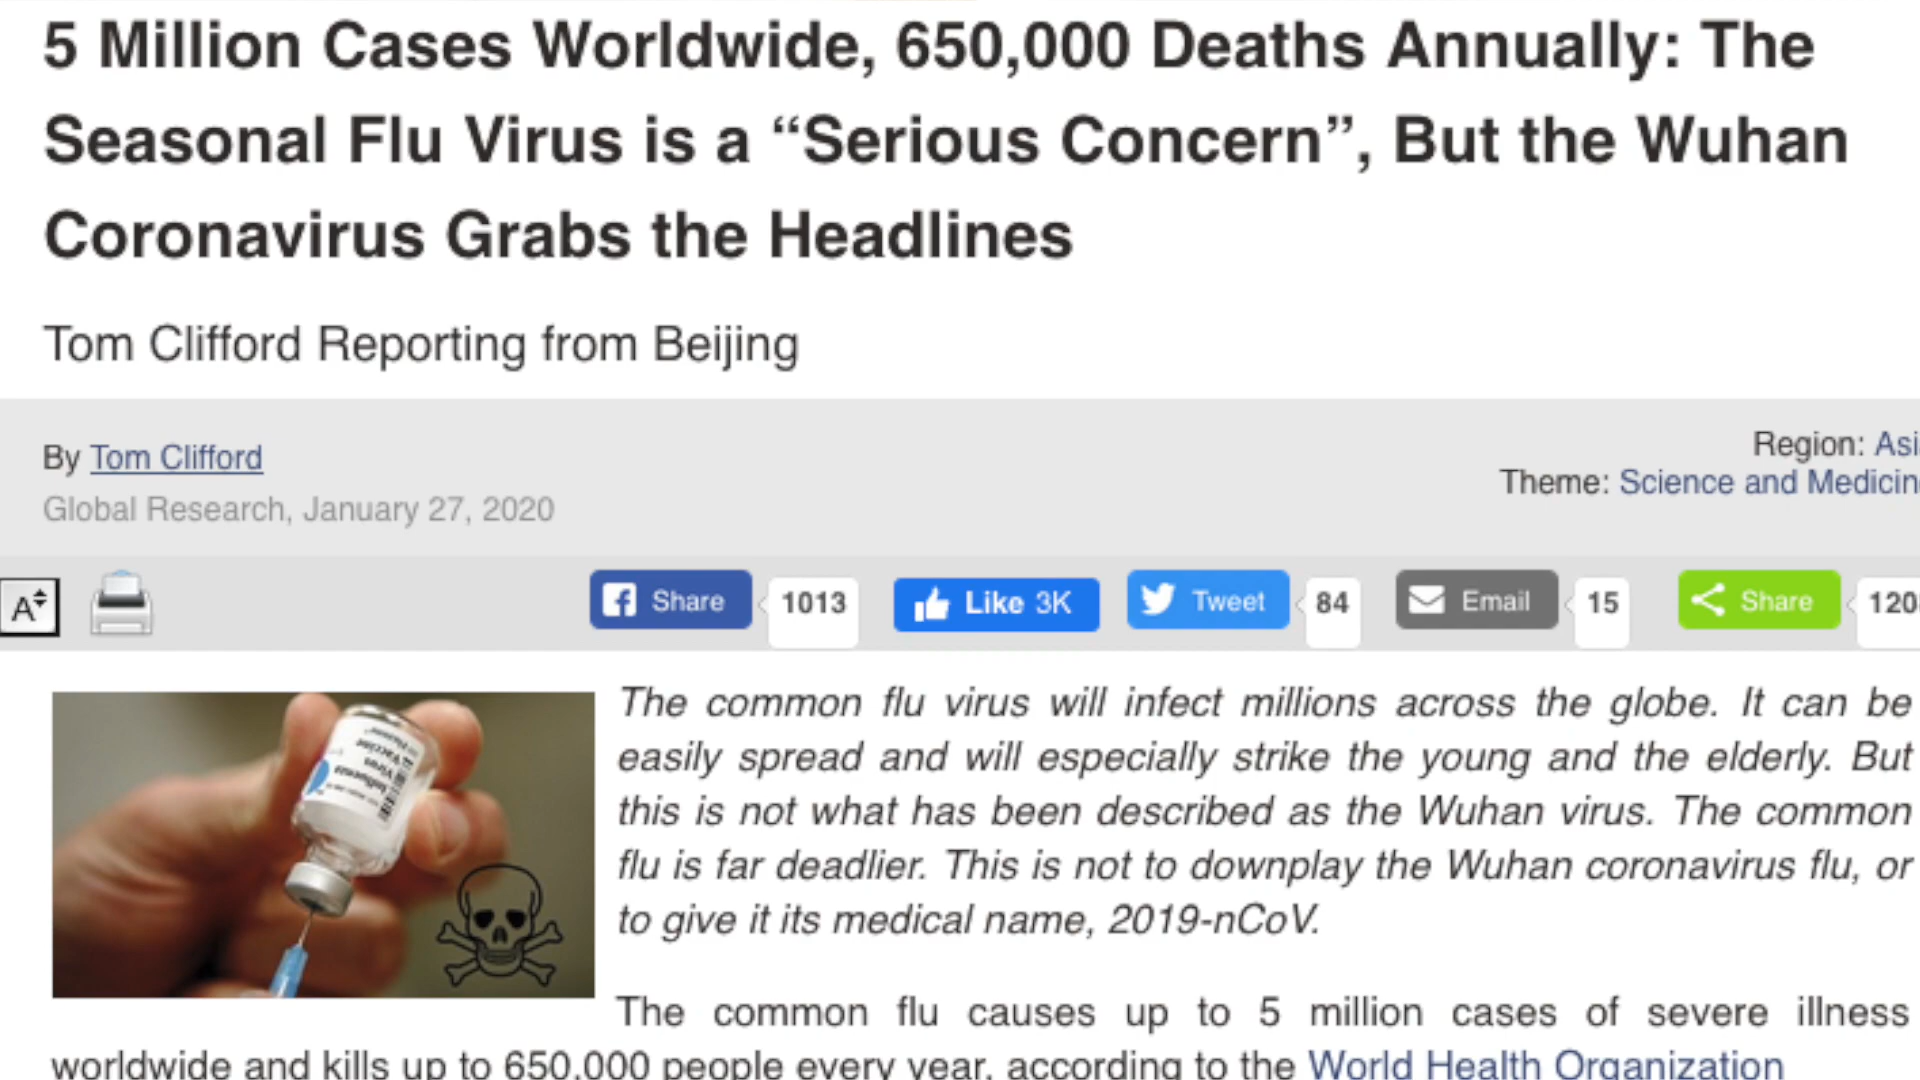 5 Million Cases Worldwide, 650,000 Deaths Annually: The
Seasonal Flu Virus is a “Serious Concern”, But the Wuhan
Coronavirus Grabs the Headlines
Tom Clifford Reporting from Beijing
By Tom Clifford
Global Research, January 27, 2020
Region: Asi
Theme: Science and Medicin
A
Share 1013 Like 3K Tweet 84 Email 15 Share 120
The common flu virus will infect millions across the globe. It can be
easily spread and will especially strike the young and the elderly. But
this is not what has been described as the Wuhan virus. The common
flu is far deadlier. This is not to downplay the Wuhan coronavirus flu, or
to give it its medical name, 2019-nCoV.
Influenza
Virus
Vaccine
The common flu causes up to 5 million cases of severe illness
worldwide and kills up to 650,000 people every year, according to the World Health Organization